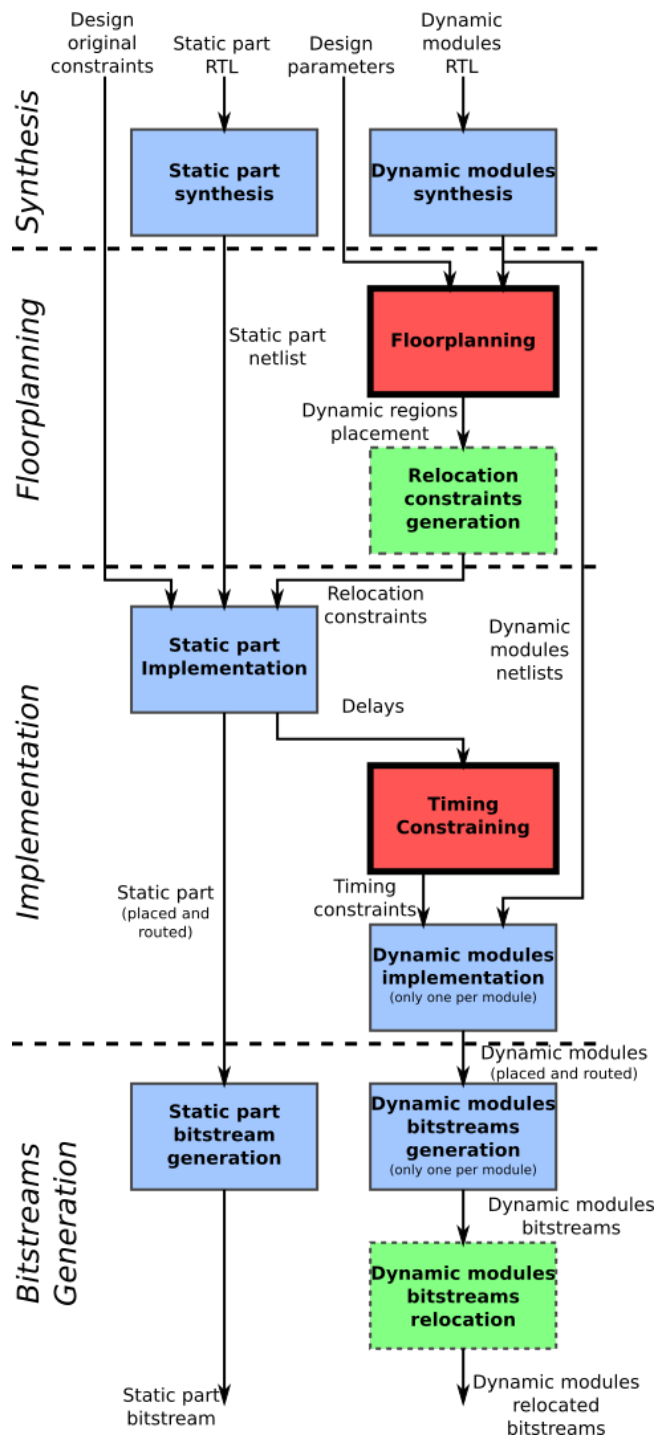 Design
original
constraints
Static part
RTL
Design
parameters
Dynamic
modules
RTL
Synthesis
Static part
synthesis
Dynamic modules
synthesis
Floorplanning
Static part
netlist
Floorplanning
Dynamic regions
placement
Relocation
constraints
generation
Implementation
Relocation
constraints
Static part
Implementation
Dynamic
modules
netlists
Delays
Timing
Constraining
Static part
(placed and
routed)
Timing
constraints
Dynamic modules
implementation
(only one per module)
Bitstreams
Generation
Dynamic modules
(placed and routed)
Static part
bitstream
generation
Dynamic modules
bitstreams
generation
(only one per module)
Dynamic modules
bitstreams
Dynamic modules
bitstreams
relocation
Static part
bitstream
Dynamic modules
relocated
bitstreams